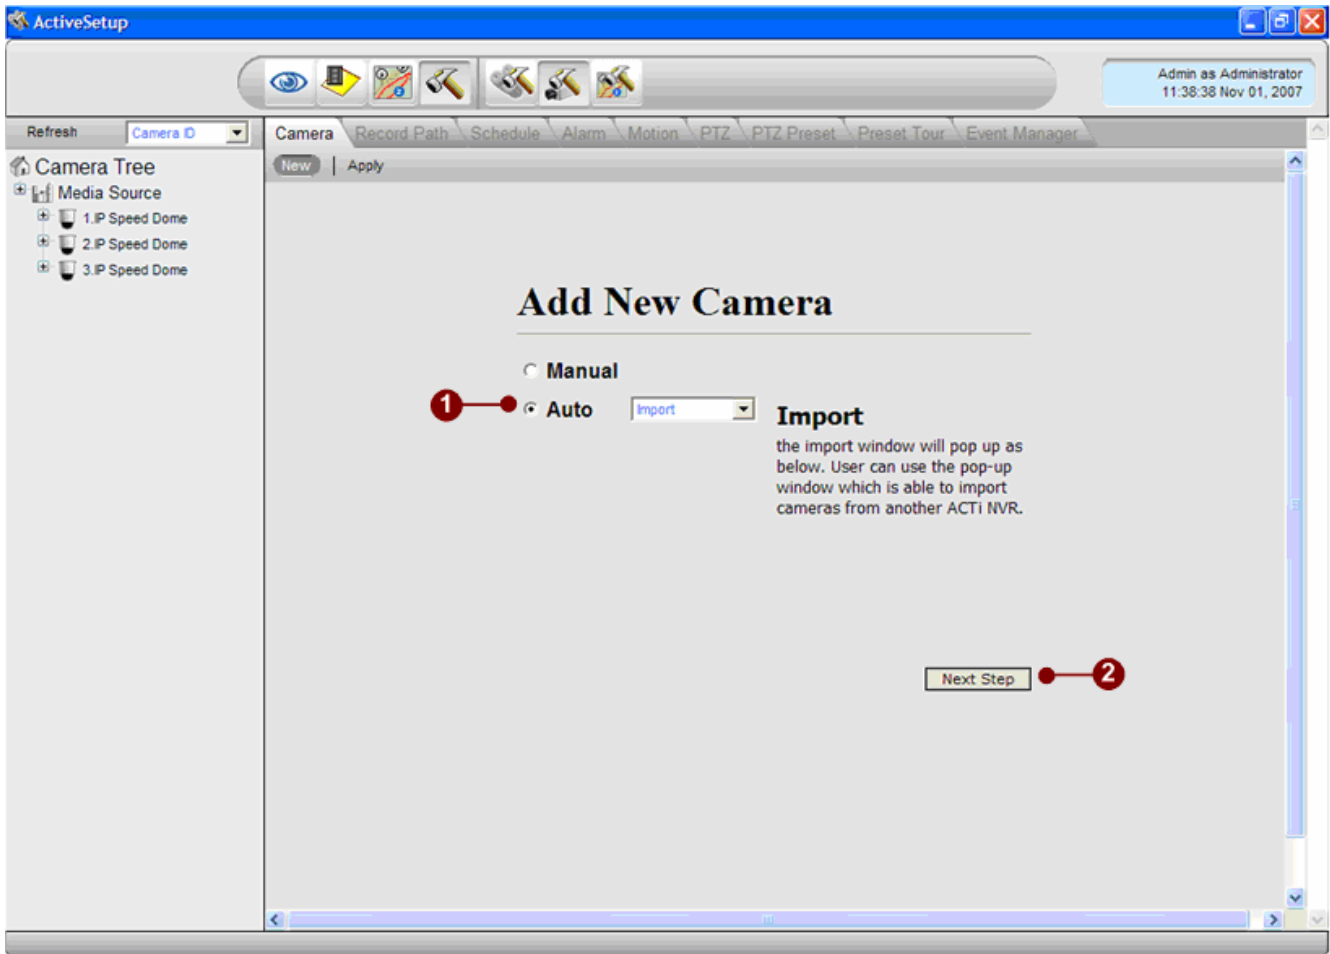 ActiveSetup
Admin as Administrator
11:38:38 Nov 01, 2007
Refresh
Camera ID
Camera Record Path Schedule Alarm Motion PTZ PTZ Preset Preset Tour Event Manager
New | Apply
Camera Tree
Media Source
1.IP Speed Dome
2.IP Speed Dome
3.IP Speed Dome
Add New Camera
Manual
1
Auto
Import
Import
the import window will pop up as
below. User can use the pop-up
window which is able to import
cameras from another ACTi NVR.
Next Step
2